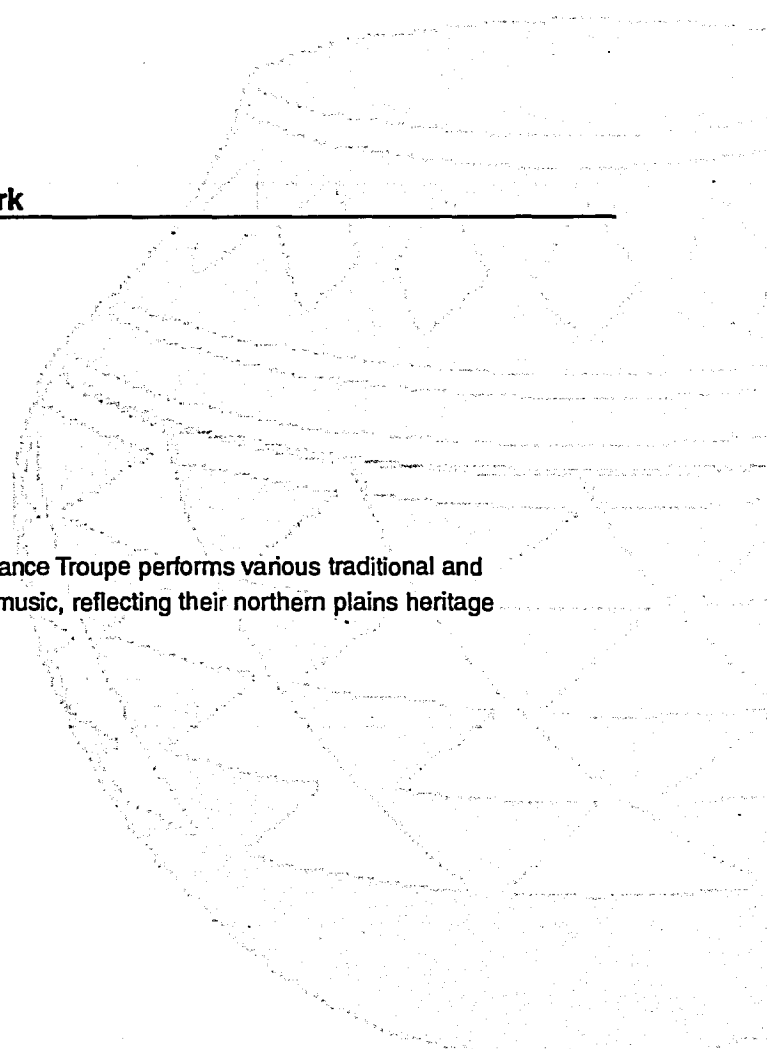 rk
ance Troupe performs various traditional and
music, reflecting their northern plains heritage